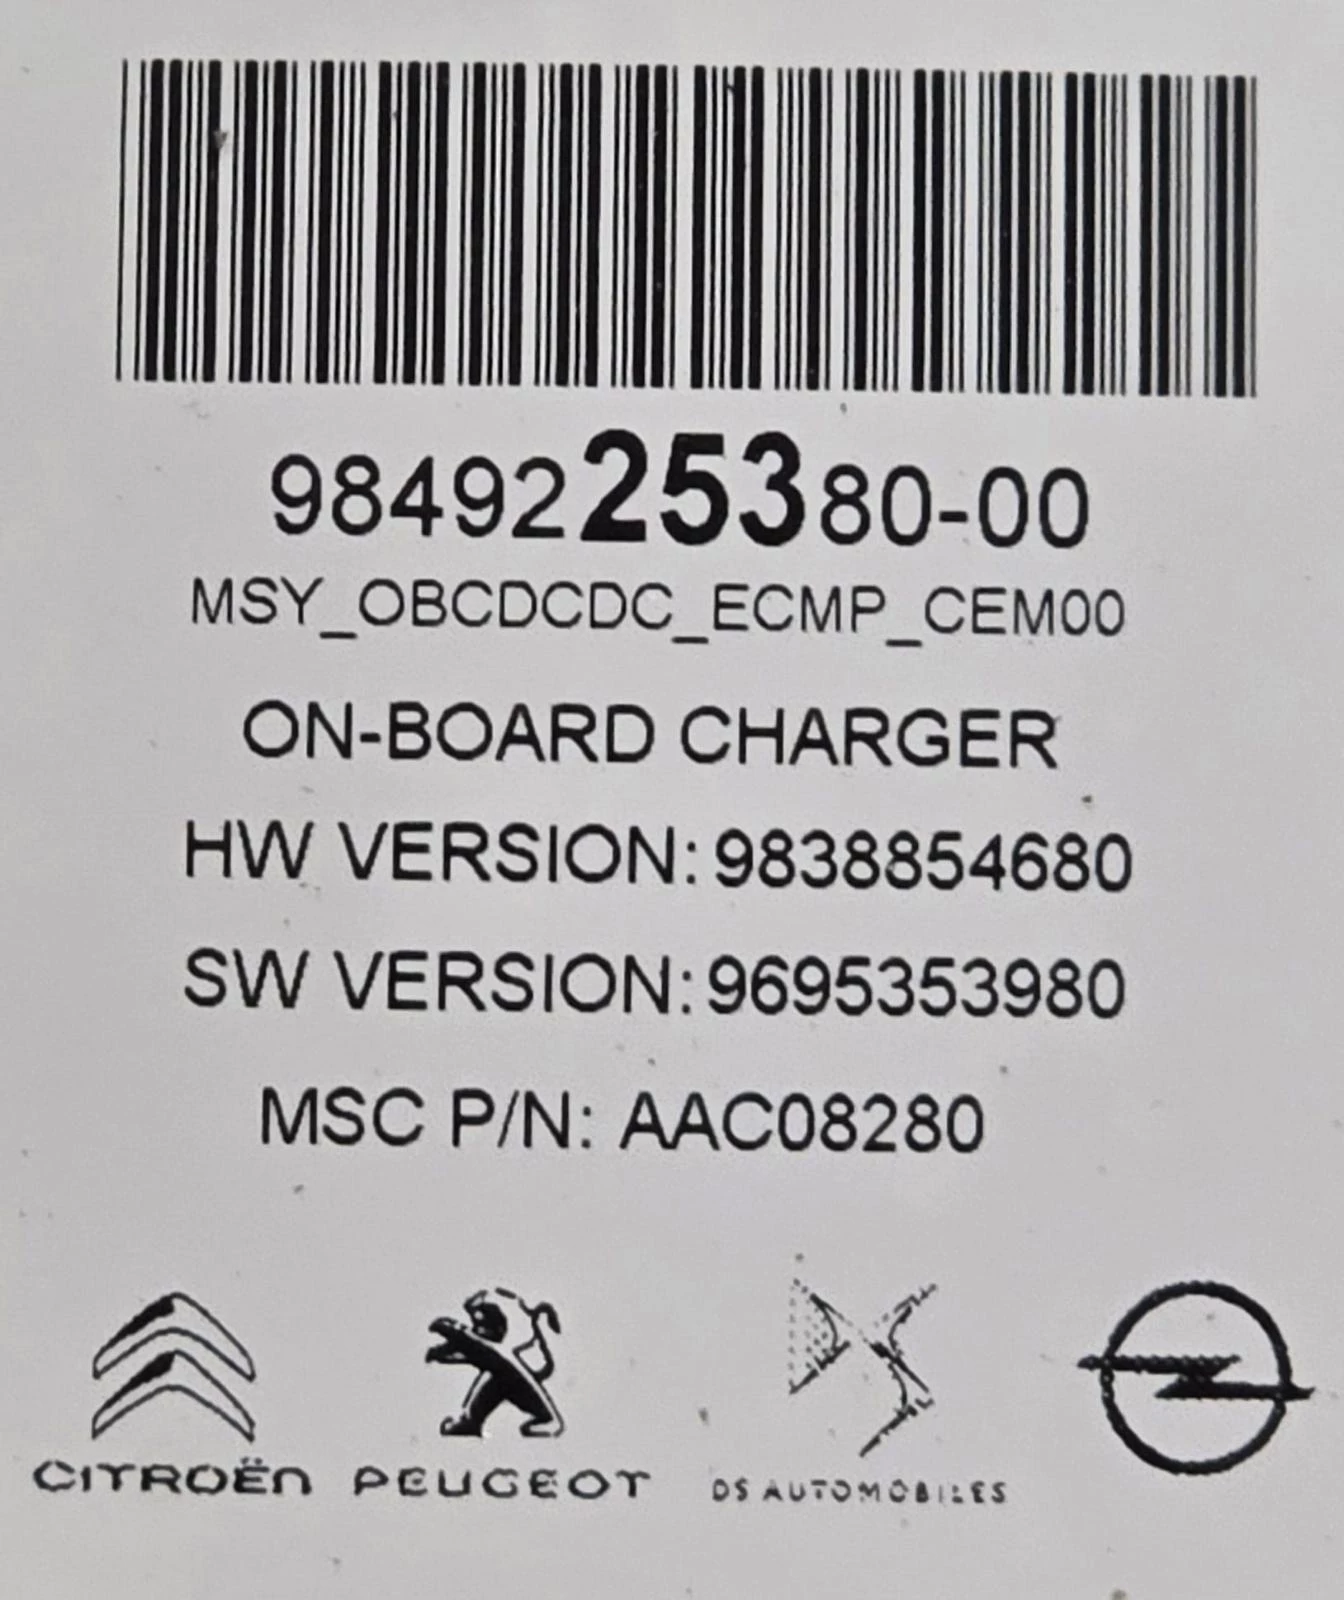 9849225380-00
MSY_OBCDCDC_ECMP_CEM00
ON-BOARD CHARGER
HW VERSION: 9838854680
SW VERSION: 9695353980
MSC P/N: AAC08280
CITROËN PEUGEOT DS AUTOMOBILES